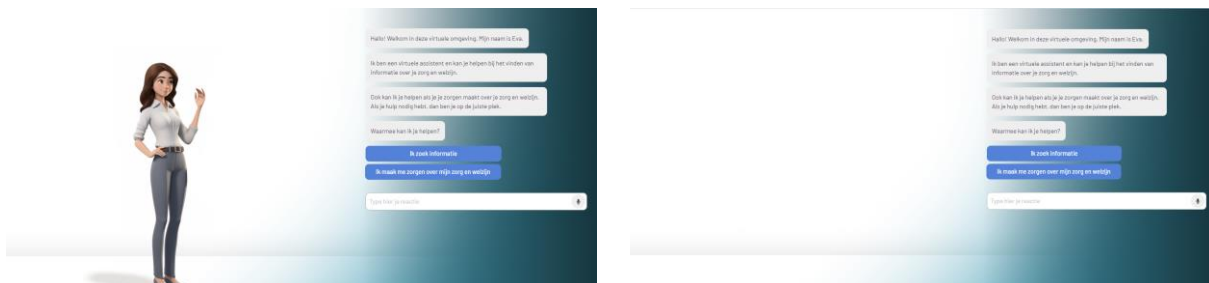 Hallo! Welkom in deze virtuele omgeving. Mijn naam is Eva.
Ik ben een virtuele assistent en kan je helpen bij het vinden van
informatie over je zorg en welzijn.
Ook kan ik je helpen als je je zorgen maakt over je zorg en welzijn.
Als je hulp nodig hebt, dan ben je op de juiste plek.
Waarmee kan ik je helpen?
Ik zoek informatie
Ik maak me zorgen over mijn zorg en welzijn
Type hier je reactie
Hallo! Welkom in deze virtuele omgeving. Mijn naam is Eva.
Ik ben een virtuele assistent en kan je helpen bij het vinden van
informatie over je zorg en welzijn.
Ook kan ik je helpen als je je zorgen maakt over je zorg en welzijn.
Als je hulp nodig hebt, dan ben je op de juiste plek.
Waarmee kan ik je helpen?
Ik zoek informatie
Ik maak me zorgen over mijn zorg en welzijn
Type hier je reactie